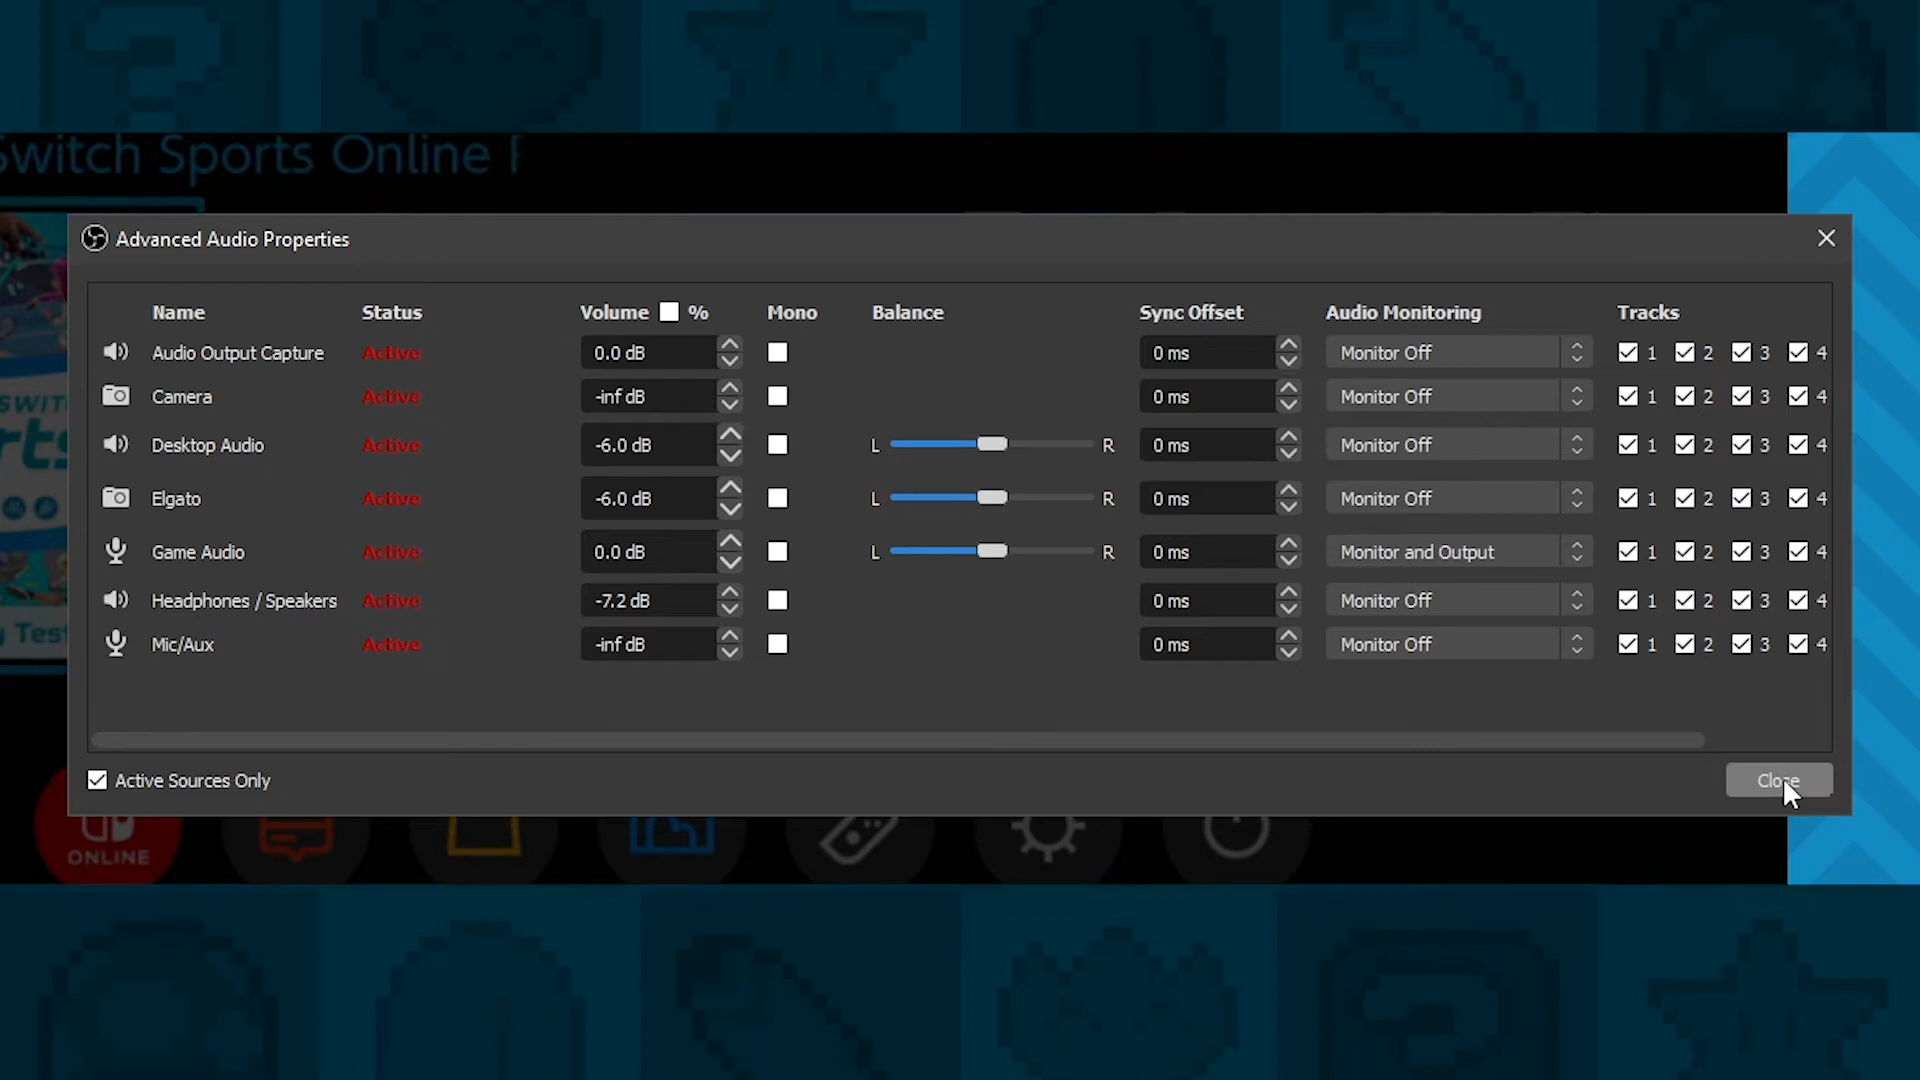 Switch Sports Online
Advanced Audio Properties
Name Status Volume % Mono Balance Sync Offset Audio Monitoring Tracks
Audio Output Capture Active 0.0 dB 0 ms Monitor Off 1 2 3 4
Camera Active -inf dB 0 ms Monitor Off 1 2 3 4
Desktop Audio Active -6.0 dB L R 0 ms Monitor Off 1 2 3 4
Elgato Active -6.0 dB L R 0 ms Monitor Off 1 2 3 4
Game Audio Active 0.0 dB L R 0 ms Monitor and Output 1 2 3 4
Headphones / Speakers Active -7.2 dB 0 ms Monitor Off 1 2 3 4
Mic/Aux Active -inf dB 0 ms Monitor Off 1 2 3 4
Active Sources Only
Close
ONLINE